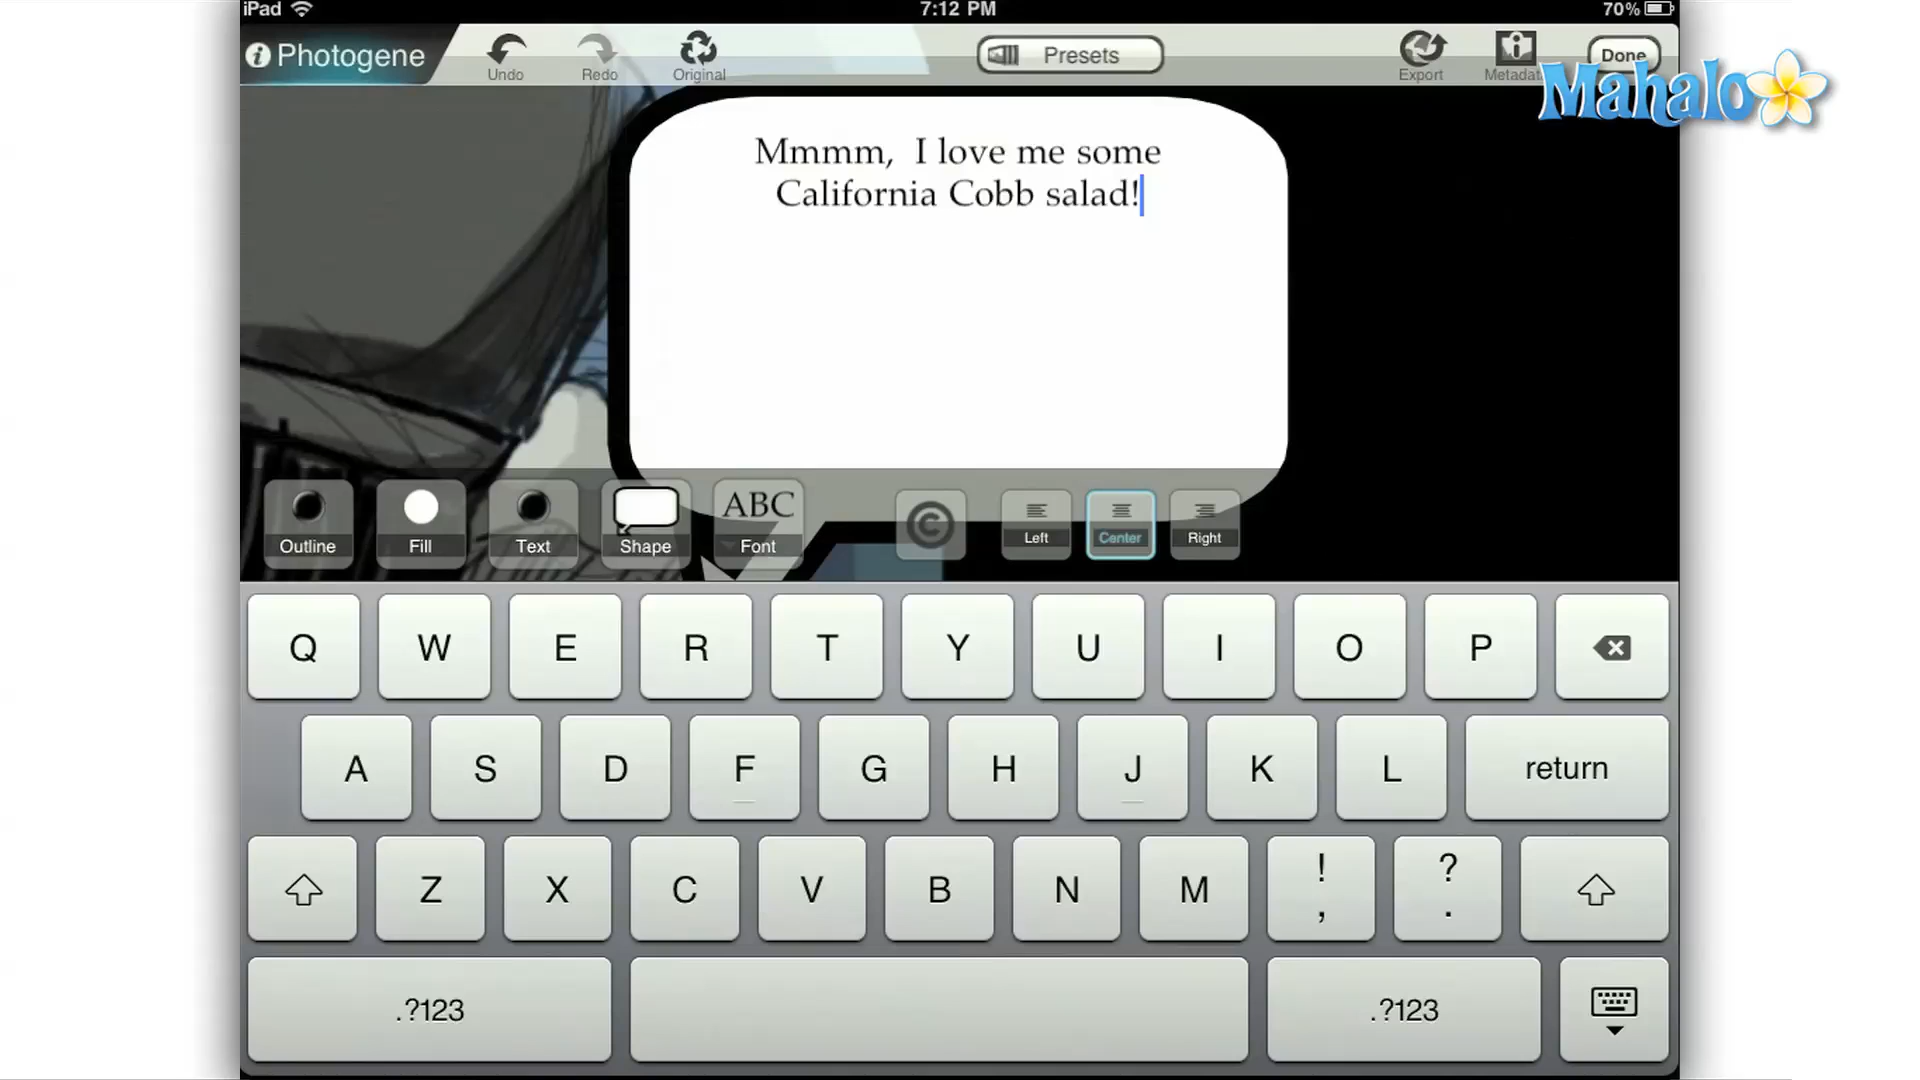 iPad 7:12 PM 70%
Photogene Undo Redo Original Presets Export Metadat Done
Mahalo
Mmmm, I love me some
California Cobb salad!
Outline Fill Text Shape ABC Font © Left Center Right
Q W E R T Y U I O P
A S D F G H J K L return
Z X C V B N M ! , ? .
.?123 .?123